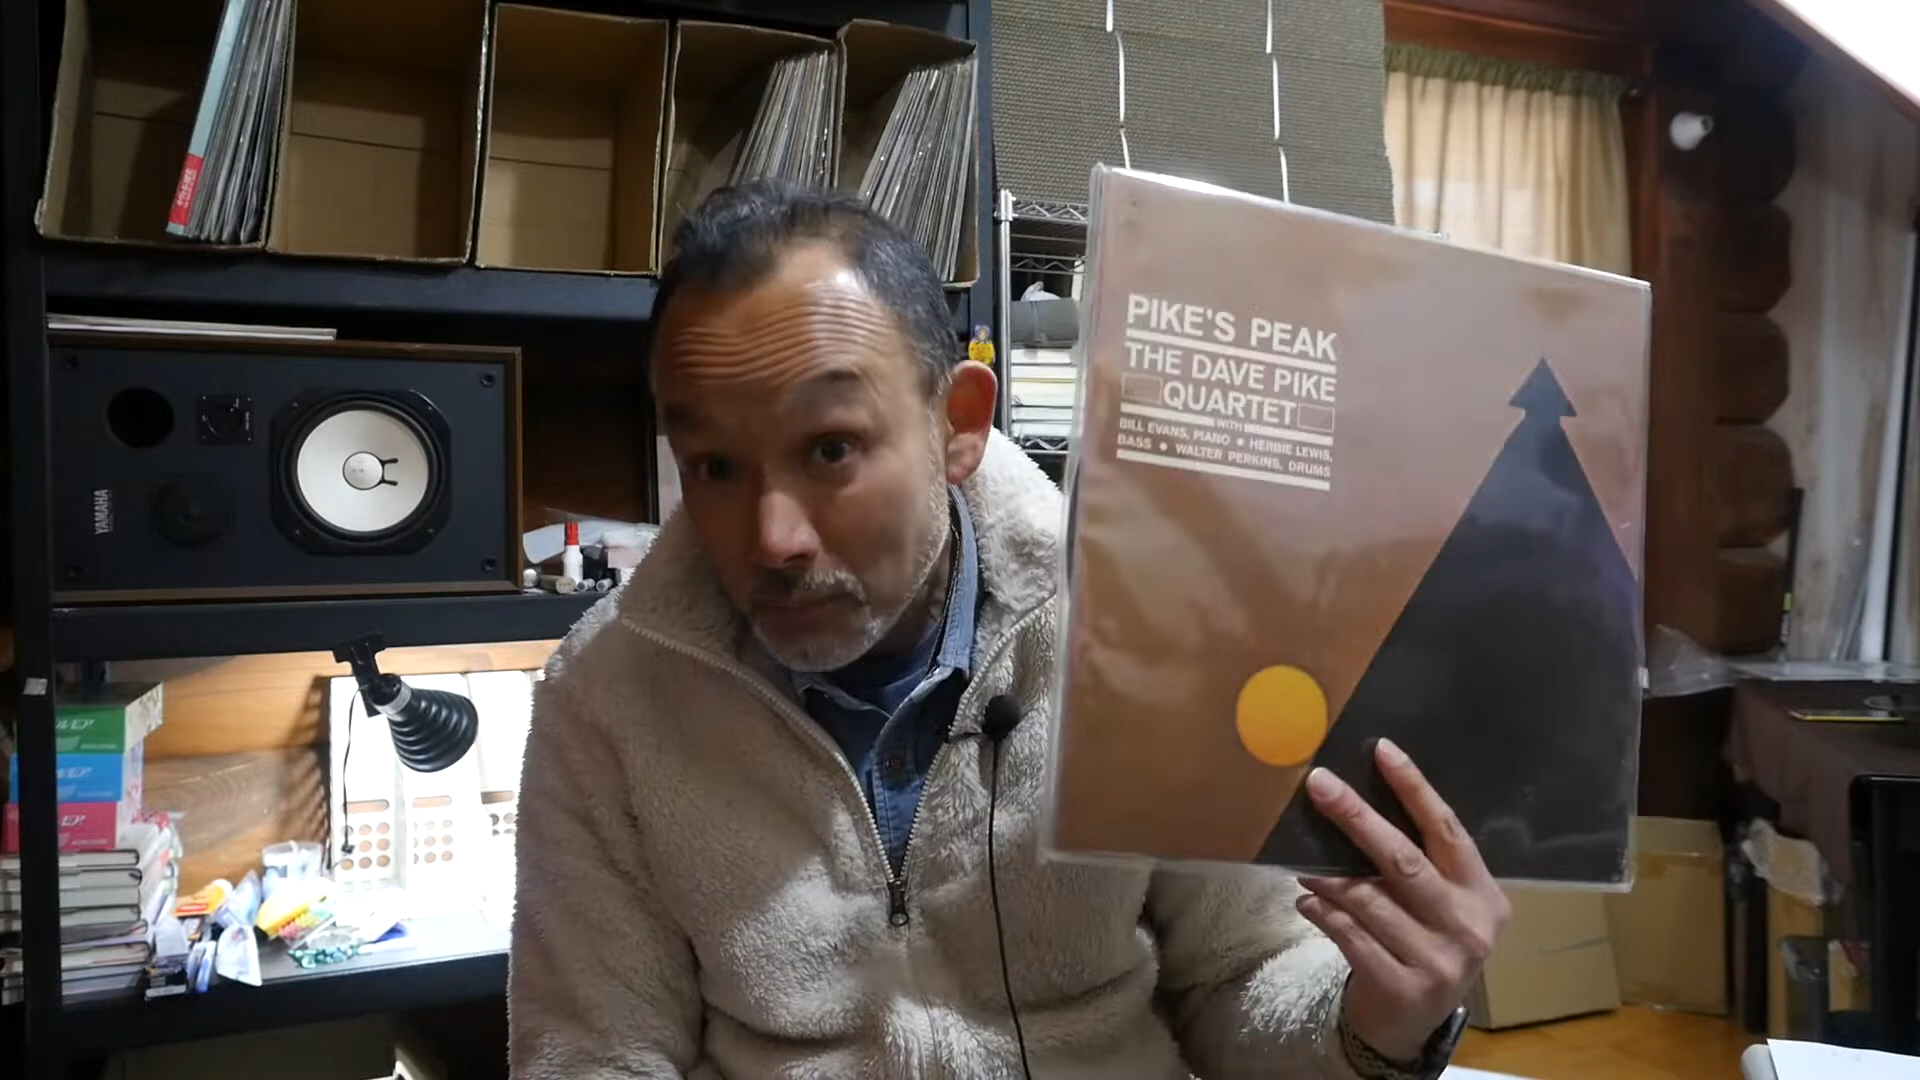 PIKE'S PEAK
THE DAVE PIKE
QUARTET
WITH
BILL EVANS, PIANO • HERBIE LEWIS,
BASS • WALTER PERKINS, DRUMS
YAMAHA